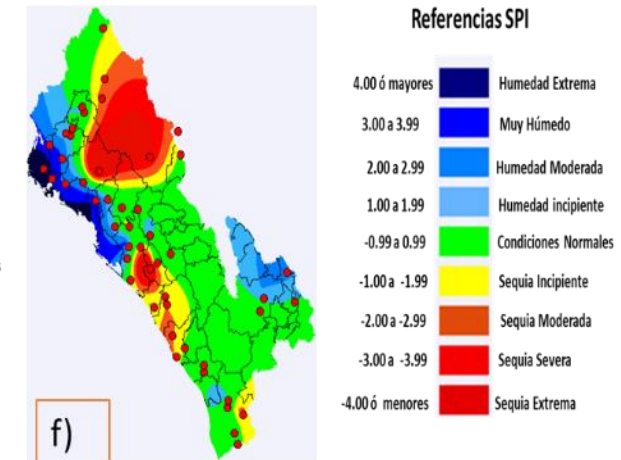 Referencias SPI
4.00 ó mayores Humedad Extrema
3.00 a 3.99 Muy Húmedo
2.00 a 2.99 Humedad Moderada
1.00 a 1.99 Humedad incipiente
-0.99 a 0.99 Condiciones Normales
-1.00 a -1.99 Sequia Incipiente
-2.00 a -2.99 Sequia Moderada
-3.00 a -3.99 Sequia Severa
-4.00 ó menores Sequia Extrema
f)